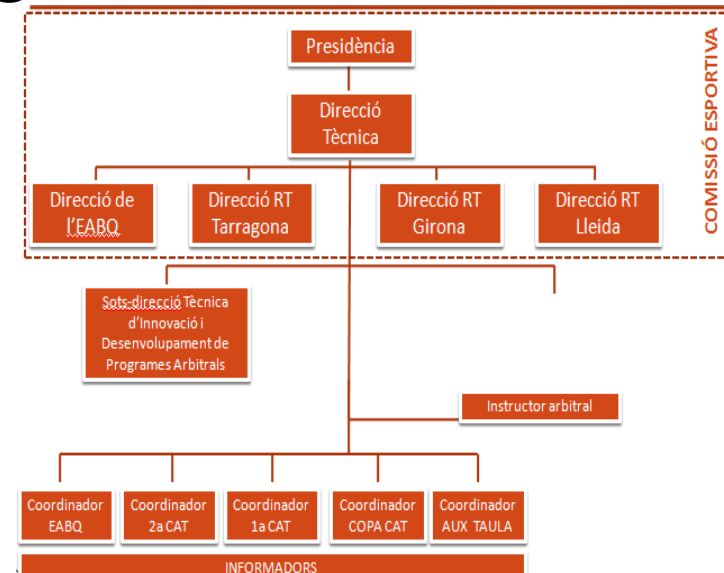 Presidència
COMISSIÓ ESPORTIVA
Direcció
Tècnica
Direcció de
l'EABQ
Direcció RT
Tarragona
Direcció RT
Girona
Direcció RT
Lleida
Sots-direcció Tècnica
d'Innovació i
Desenvolupament de
Programes Arbitrals
Instructor arbitral
Coordinador
EABQ
Coordinador
2a CAT
Coordinador
1a CAT
Coordinador
COPA CAT
Coordinador
AUX TAULA
INFORMADORS